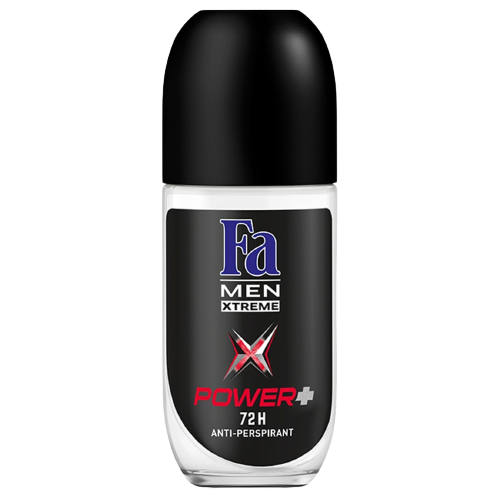 Fa
MEN
XTREME
X
POWER+
72H
ANTI-PERSPIRANT